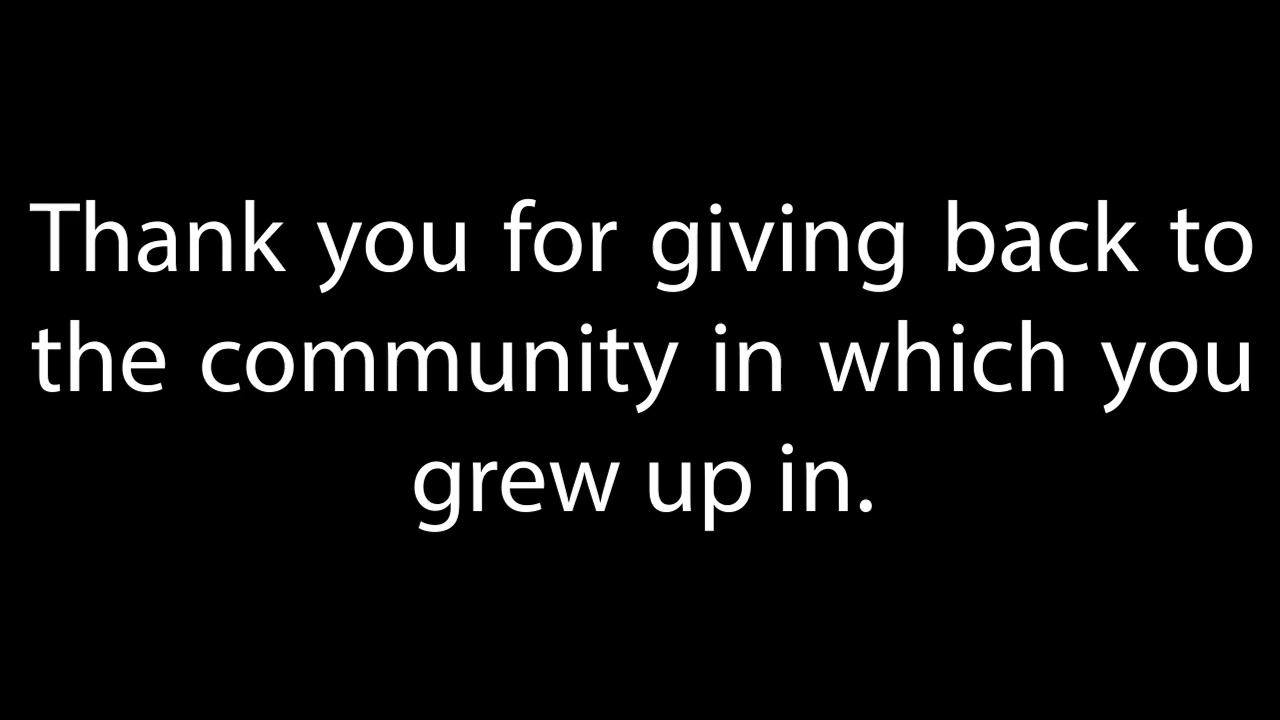 Thank you for giving back to
the community in which you
grew up in.